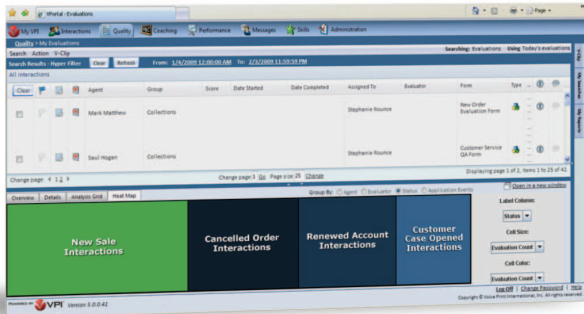 VPortal - Evaluations
Page
My VPI Interactions Quality Coaching Performance Messages Skills Administration
Quality > My Evaluations
Search Action V-Clip
Searching: Evaluations Using Today's evaluations
Search Results - Hyper Filter Clear Refresh From: 1/4/2009 12:00:00 AM To: 2/3/2009 11:59:59 PM
All interactions
Clear Agent Group Score Date Started Date Completed Assigned To Evaluator Form Type
Mark Matthew Collections Stephanie Rounce New Order
Evaluation Form
Saul Hogan Collections Stephanie Rounce Customer Service
QA Form
Change page: 1 2 Change page: 1 Go Page size: 25 Change Displaying page 1 of 2, items 1 to 25 of 42
Overview Details Analysis Grid Heat Map
Group By: Agent Evaluator Status Application Events
Open in a new window
New Sale
Interactions
Cancelled Order
Interactions
Renewed Account
Interactions
Customer
Case Opened
Interactions
Label Column:
Status
Cell Size:
Evaluation Count
Cell Color:
Evaluation Count
POWERED BY VPI Version 5.0.0.41
Log Off | Change Password | Help
Copyright © Voice Print International, Inc. All rights reserved